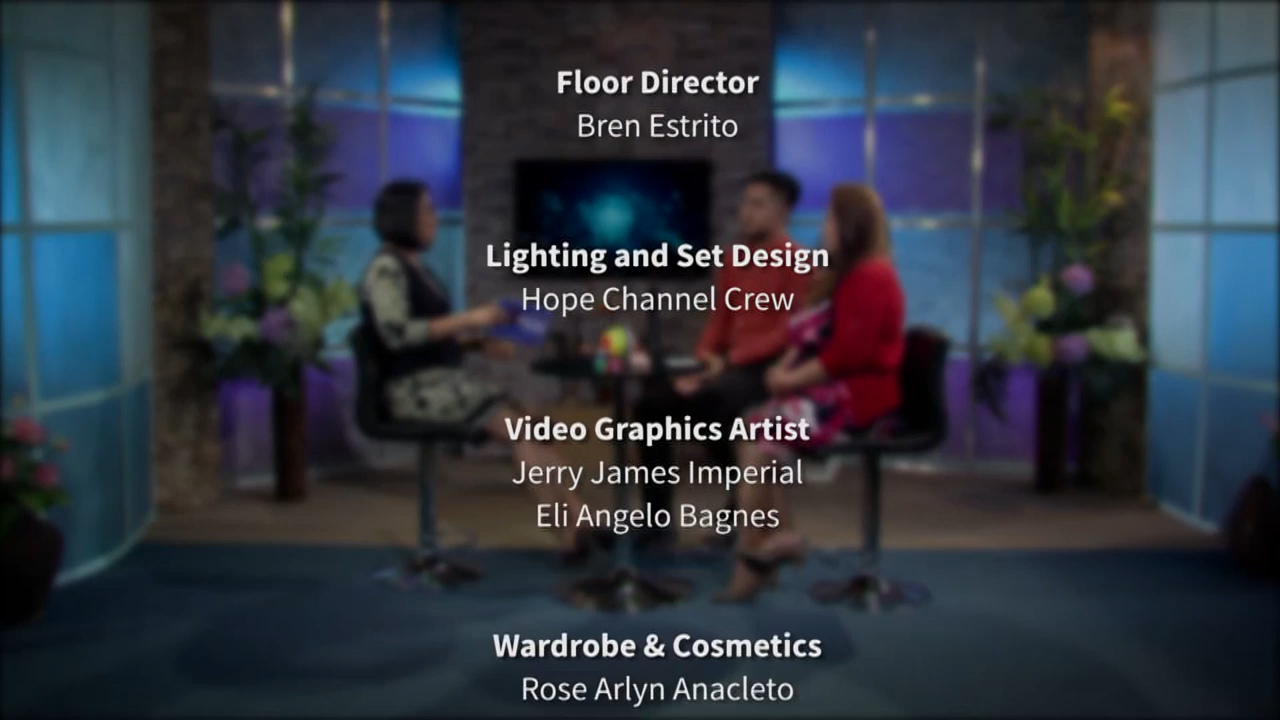 Floor Director
Bren Estrito
Lighting and Set Design
Hope Channel Crew
Video Graphics Artist
Jerry James Imperial
Eli Angelo Bagnes
Wardrobe & Cosmetics
Rose Arlyn Anacleto